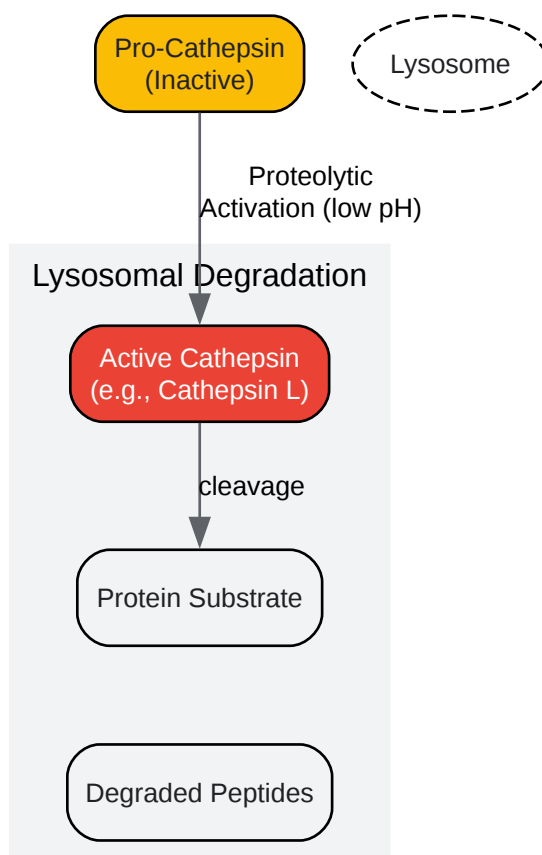 Pro-Cathepsin
(Inactive)
Lysosome
Proteolytic
Activation (low pH)
Lysosomal Degradation
Active Cathepsin
(e.g., Cathepsin L)
cleavage
Protein Substrate
Degraded Peptides